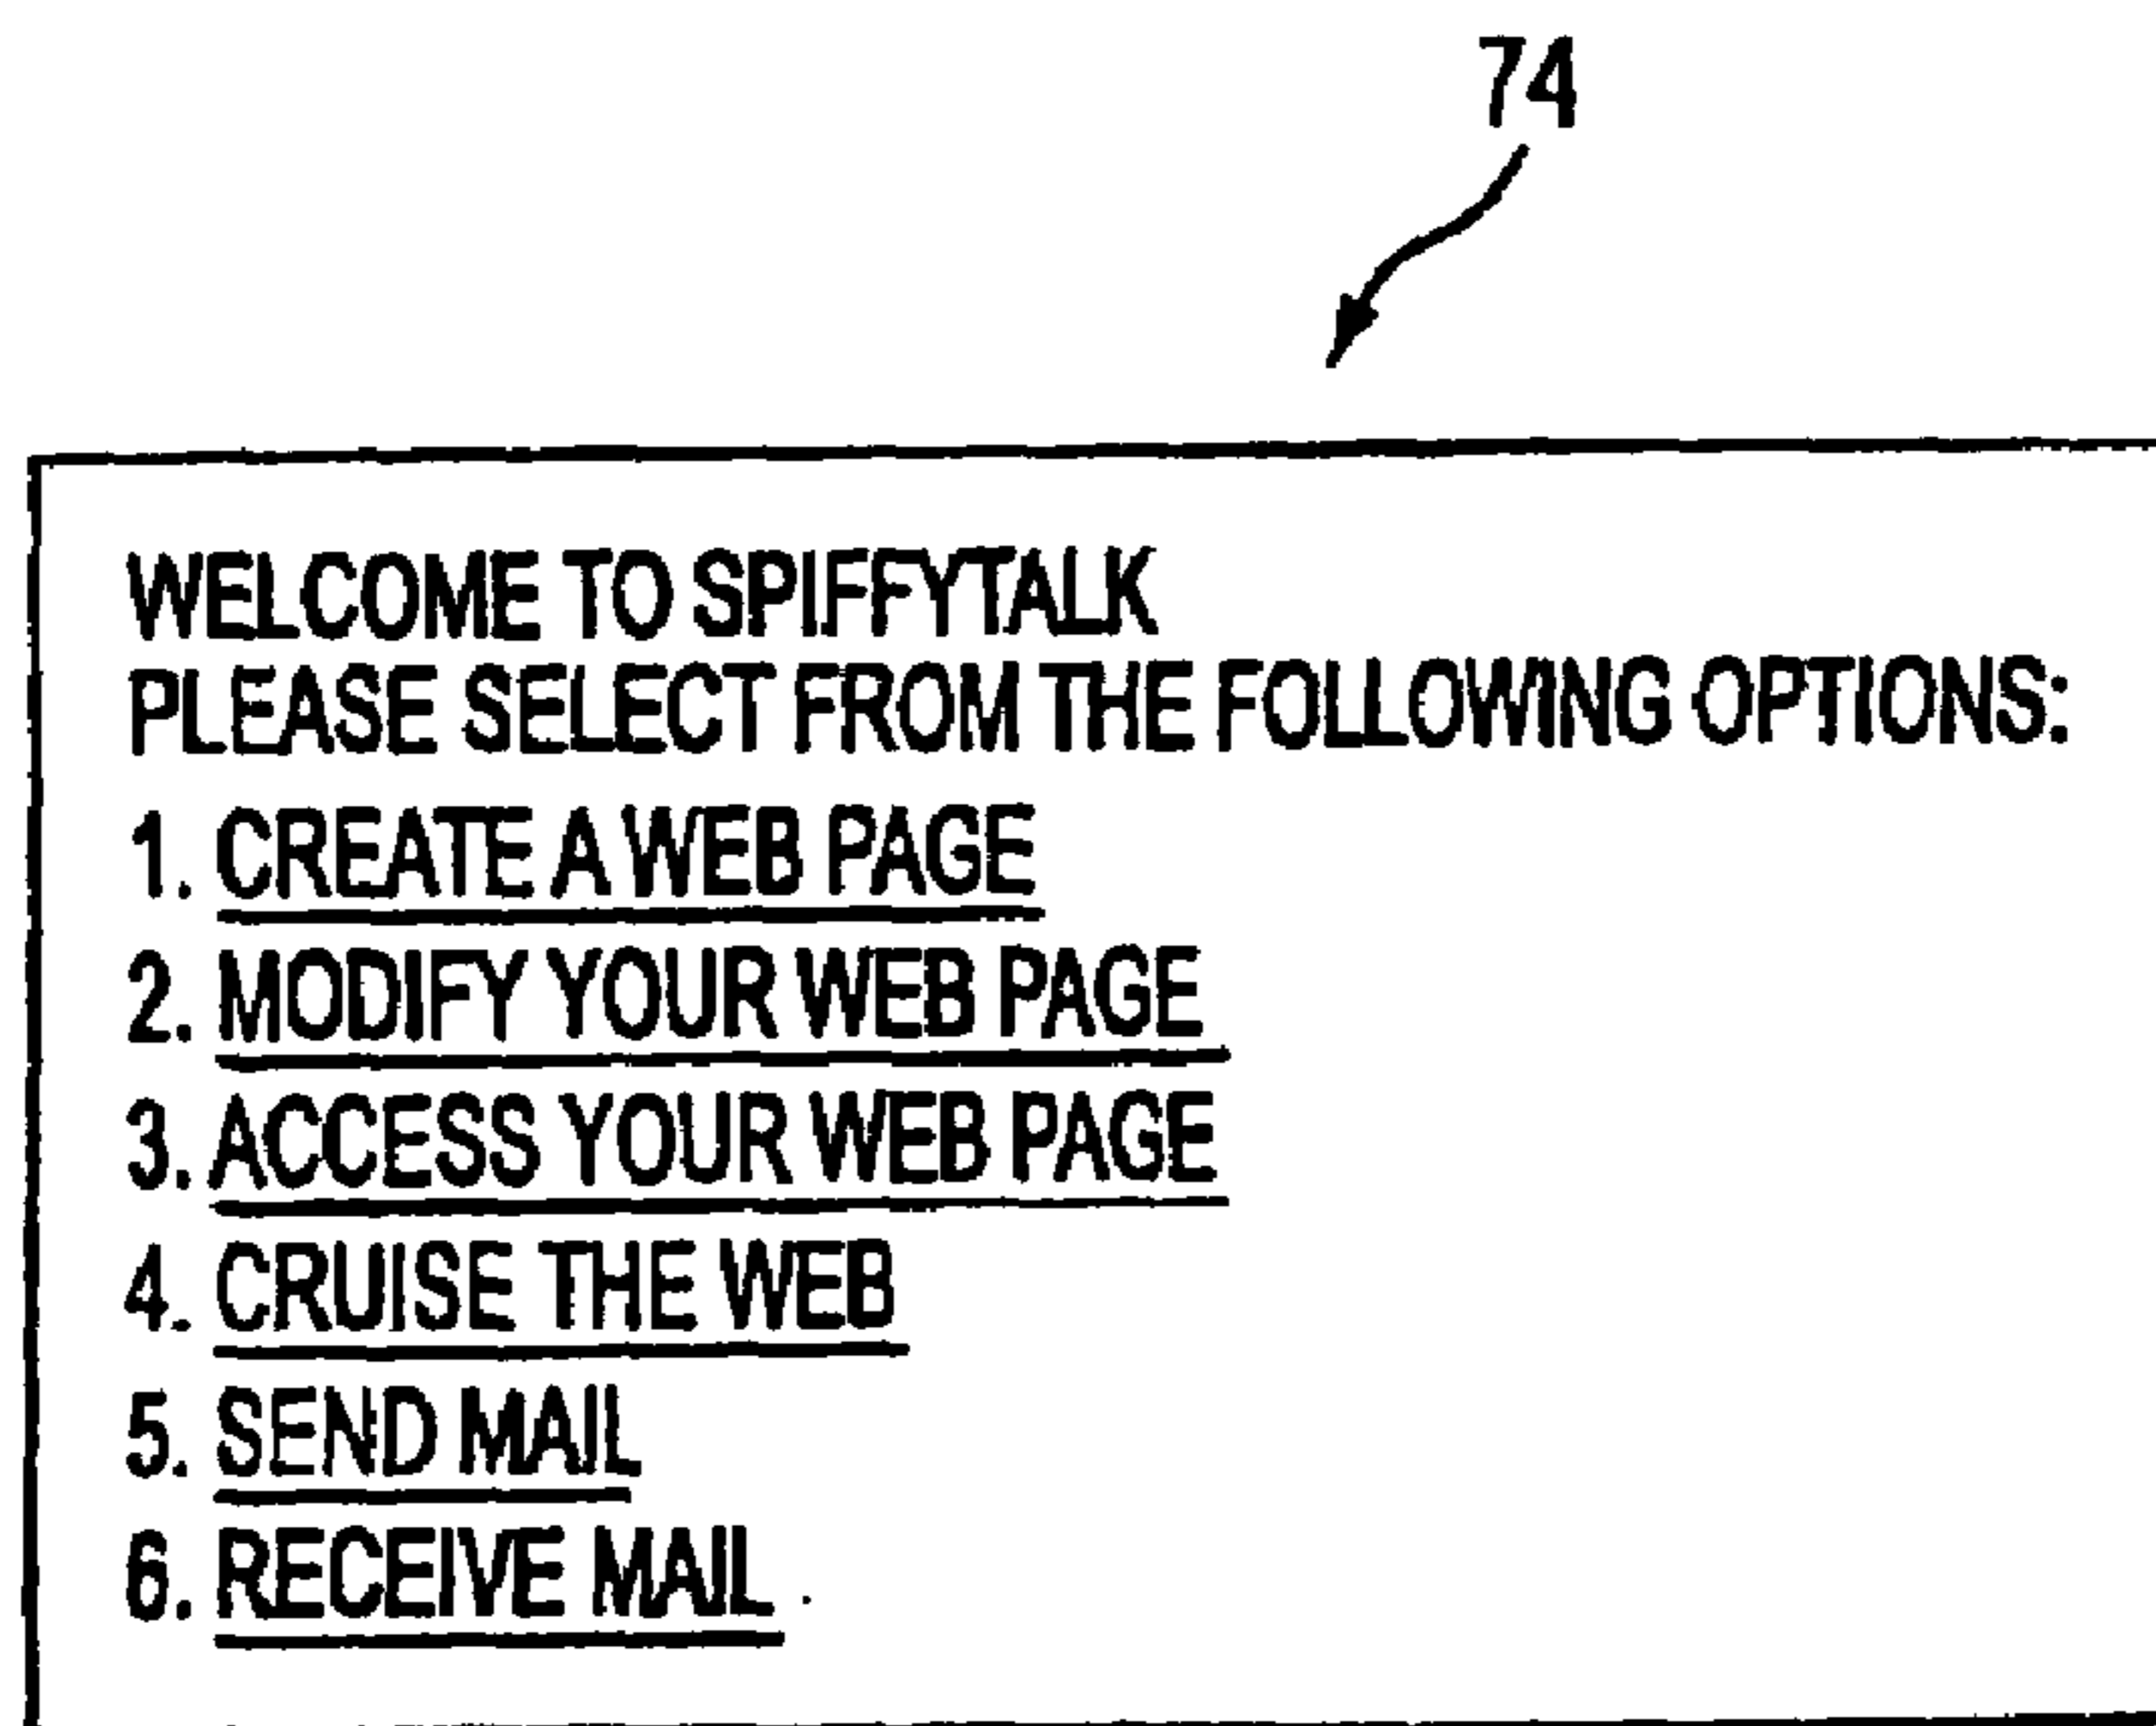 74
WELCOME TO SPIFFYTALK
PLEASE SELECT FROM THE FOLLOWING OPTIONS:
1. CREATE A WEB PAGE
2. MODIFY YOUR WEB PAGE
3. ACCESS YOUR WEB PAGE
4. CRUISE THE WEB
5. SEND MAIL
6. RECEIVE MAIL